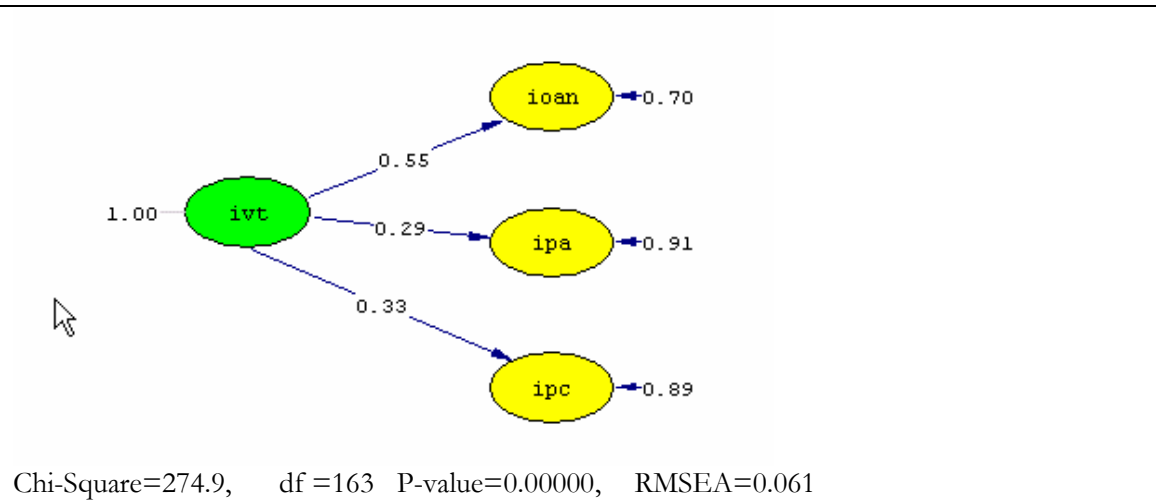 ioan
0.70
0.55
1.00
ivt
0.29
ipa
0.91
0.33
ipc
0.89
Chi-Square=274.9, df =163 P-value=0.00000, RMSEA=0.061